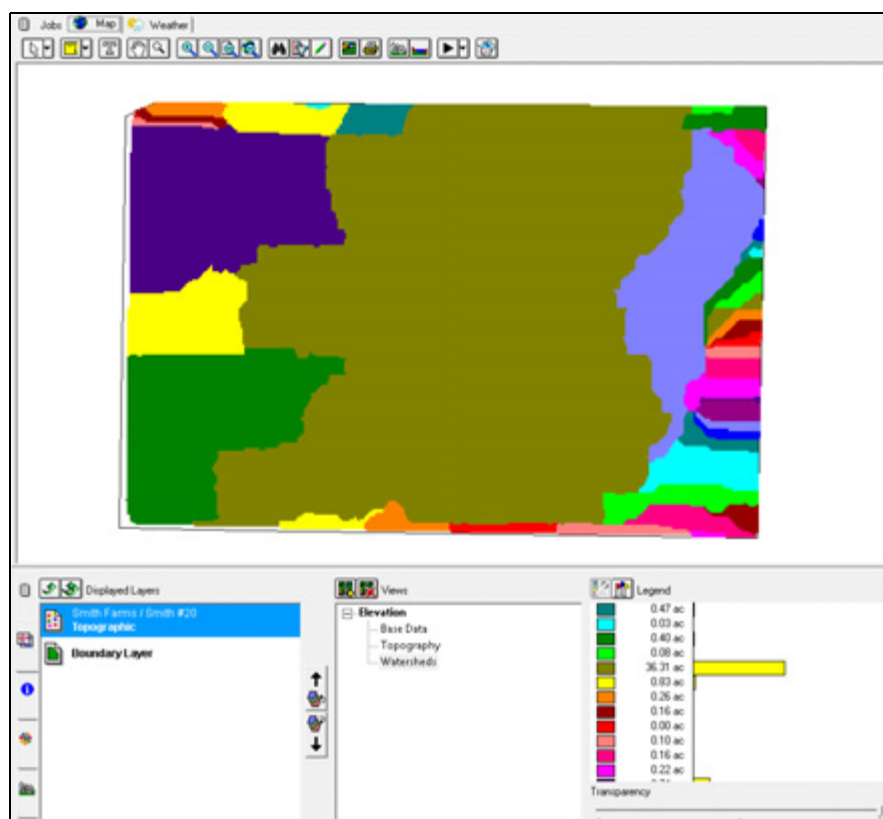 Jobs Map Weather
Displayed Layers
Smith Farms / Smith #20
Topographic
Boundary Layer
Views
Elevation
Base Data
Topography
Watersheds
Legend
0.47 ac
0.03 ac
0.40 ac
0.08 ac
36.31 ac
0.83 ac
0.26 ac
0.16 ac
0.00 ac
0.10 ac
0.16 ac
0.22 ac
Transparency